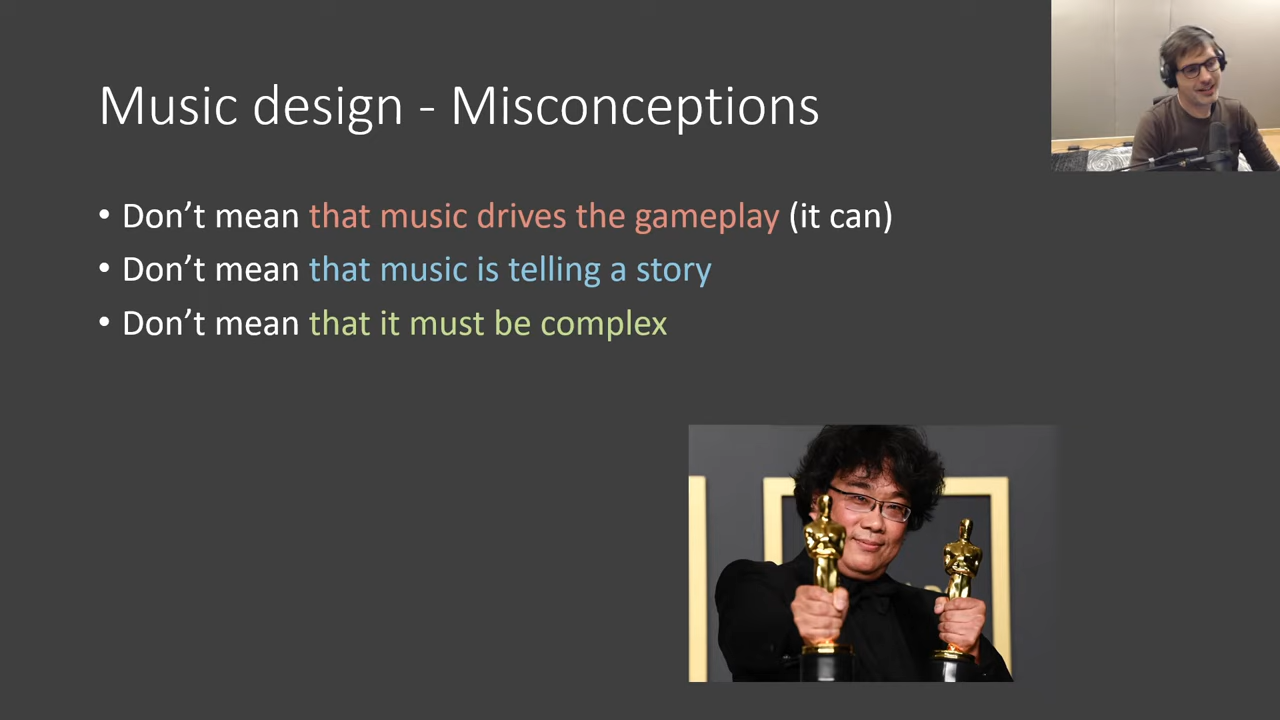 Music design - Misconceptions
• Don't mean that music drives the gameplay (it can)
• Don't mean that music is telling a story
• Don't mean that it must be complex